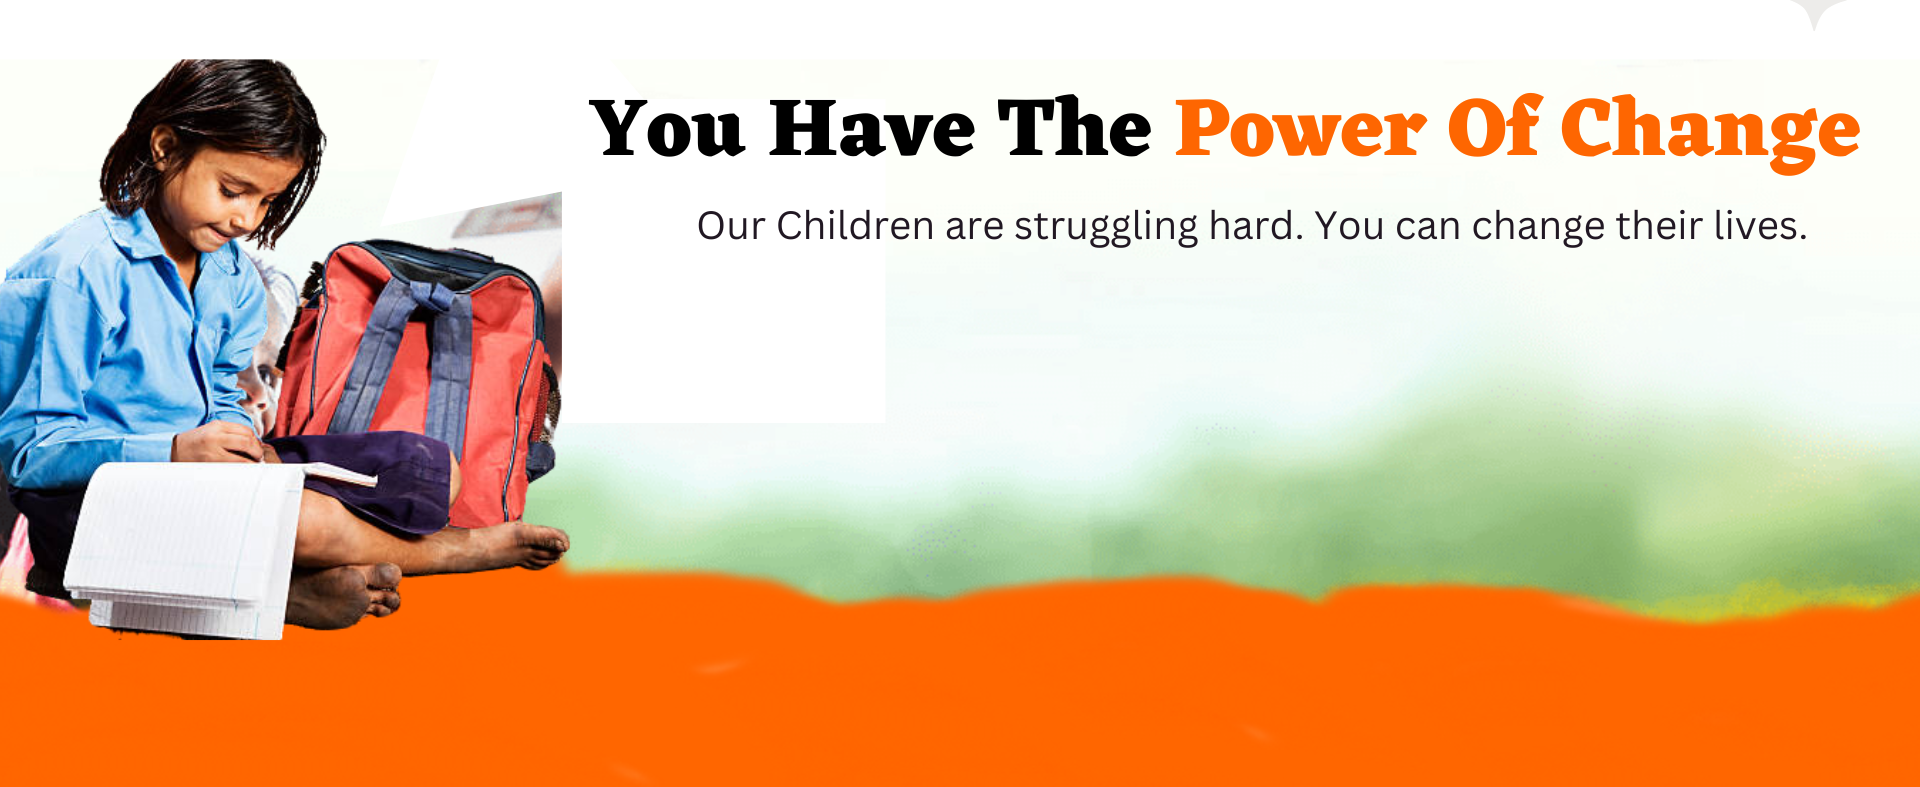 You Have The Power Of Change
Our Children are struggling hard. You can change their lives.